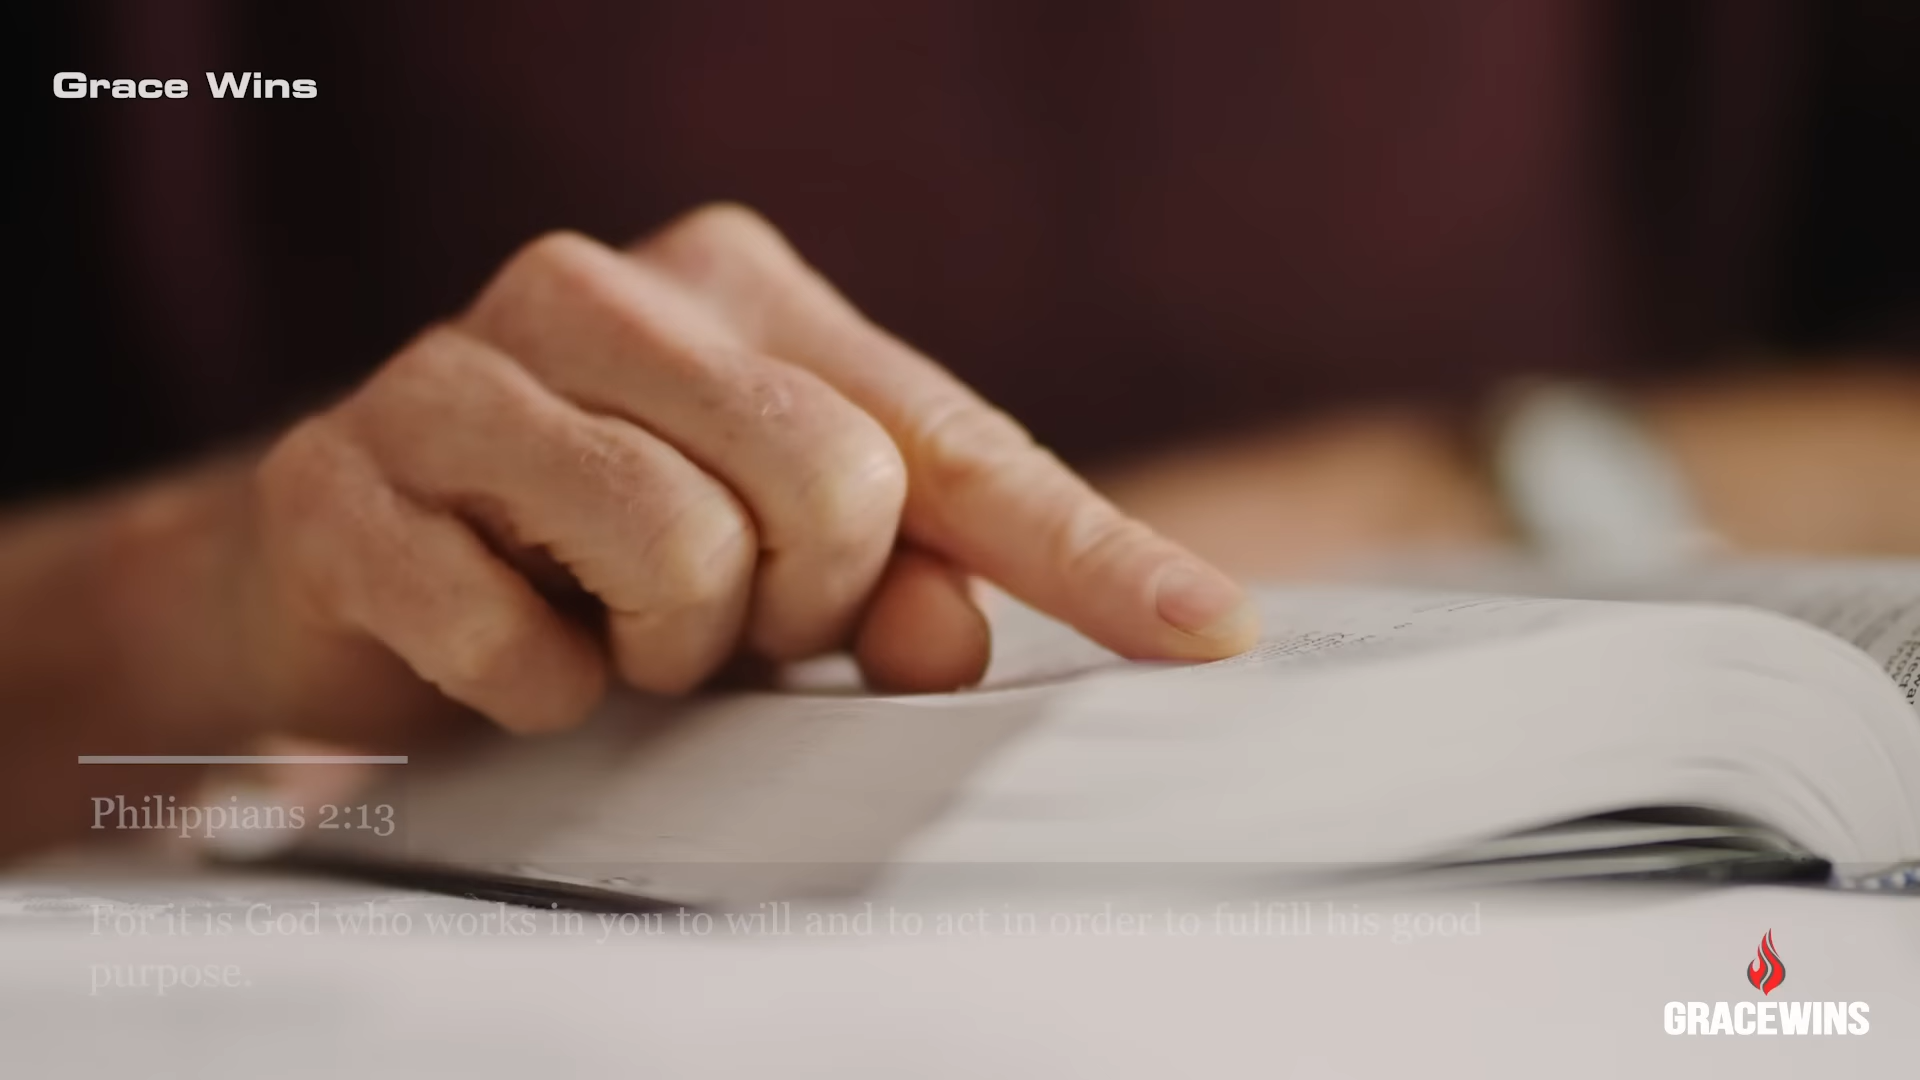 Grace Wins
Philippians 2:13
For it is God who works in you to will and to act in order to fulfill his good
purpose.
GRACEWINS